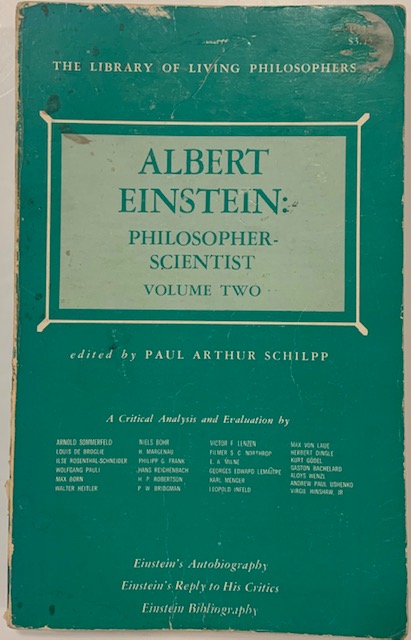 $3.
THE LIBRARY OF LIVING PHILOSOPHERS
ALBERT
EINSTEIN:
PHILOSOPHER-
SCIENTIST
VOLUME TWO
edited by PAUL ARTHUR SCHILPP
A Critical Analysis and Evaluation by
ARNOLD SOMMERFELD
LOUIS DE BROGLIE
ILSE ROSENTHAL-SCHNEIDER
WOLFGANG PAULI
MAX BORN
WALTER HEITLER
NIELS BOHR
H. MARGENAU
PHILIPP G. FRANK
HANS REICHENBACH
H. P. ROBERTSON
P. W. BRIDGMAN
VICTOR F. LENZEN
FILMER S. C. NORTHROP
E. A. MILNE
GEORGES EDWARD LEMAÎTRE
KARL MENGER
LEOPOLD INFELD
MAX VON LAUE
HERBERT DINGLE
KURT GÖDEL
GASTON BACHELARD
ALOYS WENZL
ANDREW PAUL USHENKO
VIRGIL HINSHAW, JR
Einstein's Autobiography
Einstein's Reply to His Critics
Einstein Bibliography